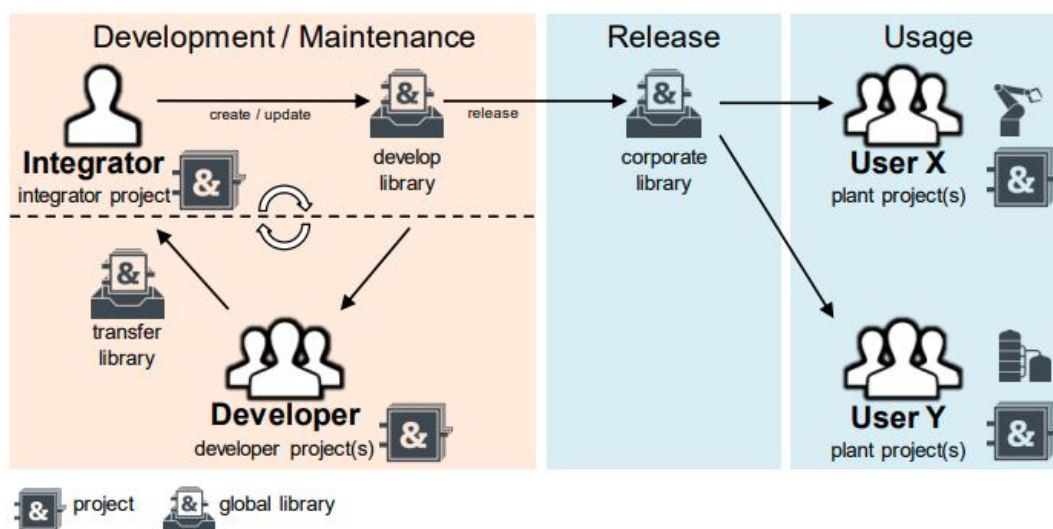 Development / Maintenance
Release
Usage
&
&
&
create / update
release
Integrator
integrator project
&
develop
library
corporate
library
User X
plant project(s)
&
&
transfer
library
Developer
developer project(s)
&
User Y
plant project(s)
&
& project
& global library